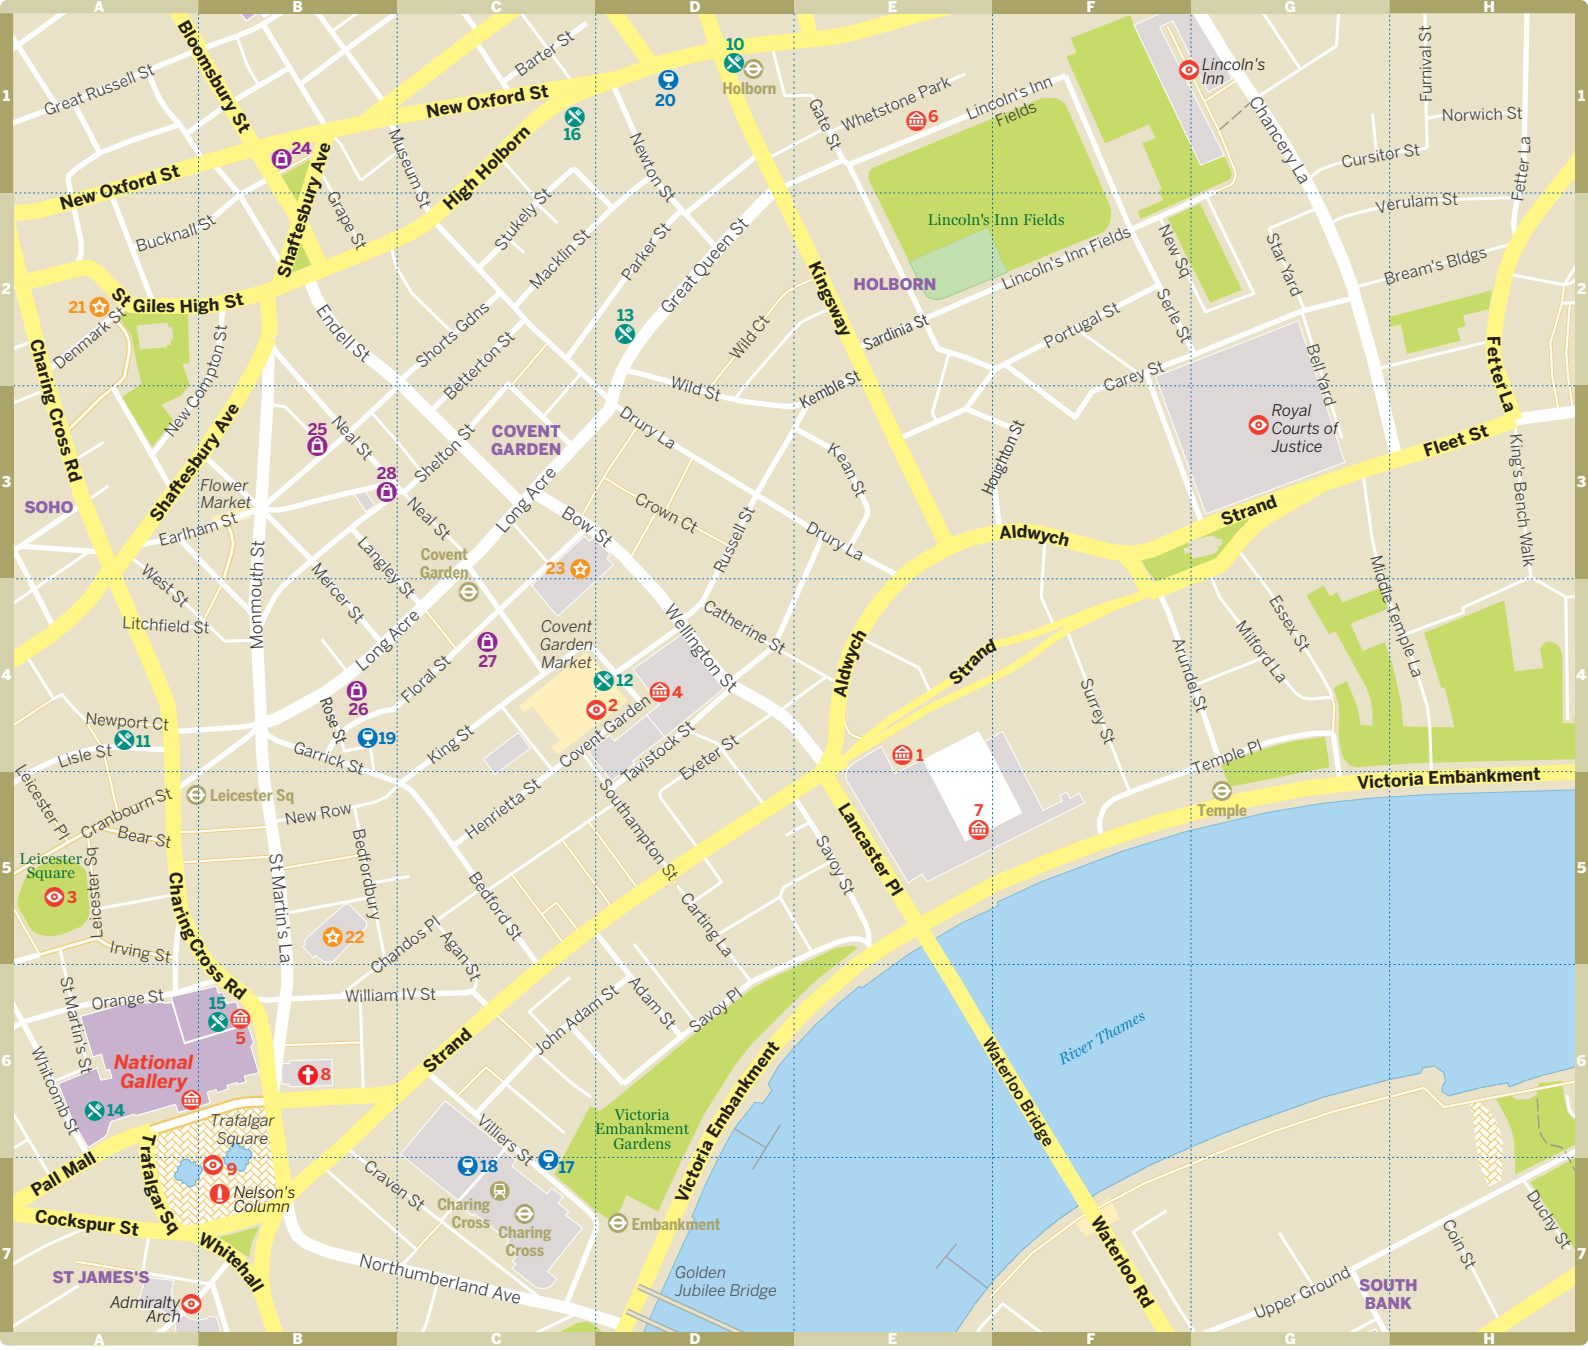 A B C D E F G H
1
Great Russell St
Bloomsbury St
New Oxford St
Barter St
20
10
Holborn
16
24
New Oxford St
Shaftesbury Ave
Museum St
High Holborn
Newton St
Gate St
Whetstone Park
6
Lincoln's Inn
Fields
Lincoln's
Inn
Chancery La
Furnival St
Norwich St
Cursitor St
Fetter La
1
2
Bucknall St
Grape St
Stukely St
Macklin St
Parker St
Great Queen St
Kingsway
Lincoln's Inn Fields
HOLBORN
Lincoln's Inn Fields
New Sq
Star Yard
Verulam St
Bream's Bldgs
21
St Giles High St
Denmark St
New Compton St
Endell St
Shorts Gdns
Betterton St
13
Wild Ct
Wild St
Sardinia St
Kemble St
Portugal St
Serle St
Carey St
Bell Yard
Fetter La
2
Charing Cross Rd
Shaftesbury Ave
3
SOHO
Flower
Market
Earlham St
25
Neal St
28
Shelton St
Neal St
COVENT
GARDEN
Long Acre
Bow St
Drury La
Crown Ct
Russell St
Kean St
Drury La
Houghton St
Aldwych
Strand
Royal
Courts of
Justice
Fleet St
King's Bench Walk
3
West St
Litchfield St
Monmouth St
Mercer St
Langley St
Covent
Garden
23
27
Long Acre
Floral St
26
Rose St
19
Covent
Garden
Market
12
2
4
Catherine St
Wellington St
Aldwych
Strand
Surrey St
Arundel St
Milford La
Essex St
Middle Temple La
4
4
Newport Ct
11
Lisle St
Garrick St
King St
Covent Garden
Tavistock St
Exeter St
1
Temple Pl
Victoria Embankment
Temple
Leicester Pl
Cranbourn St
Bear St
Leicester Sq
New Row
Henrietta St
Southampton St
Lancaster Pl
7
5
Leicester
Square
3
Leicester Sq
Charing Cross Rd
St Martin's La
Bedfordbury
22
Chandos Pl
Agan St
Bedford St
Carting La
Savoy St
5
Irving St
Orange St
St Martin's St
15
5
William IV St
Strand
John Adam St
Adam St
Savoy Pl
6
Whitcomb St
National
Gallery
14
8
Victoria
Embankment
Gardens
Victoria Embankment
Waterloo Bridge
River Thames
6
Trafalgar
Square
Pall Mall
Trafalgar Sq
9
Nelson's
Column
Craven St
Villiers St
18
17
Charing
Cross
Charing
Cross
Embankment
Cockspur St
Whitehall
7
ST JAMES'S
Admiralty
Arch
Northumberland Ave
Golden
Jubilee Bridge
Waterloo Rd
Upper Ground
SOUTH
BANK
Coin St
Duchy St
7
A B C D E F G H